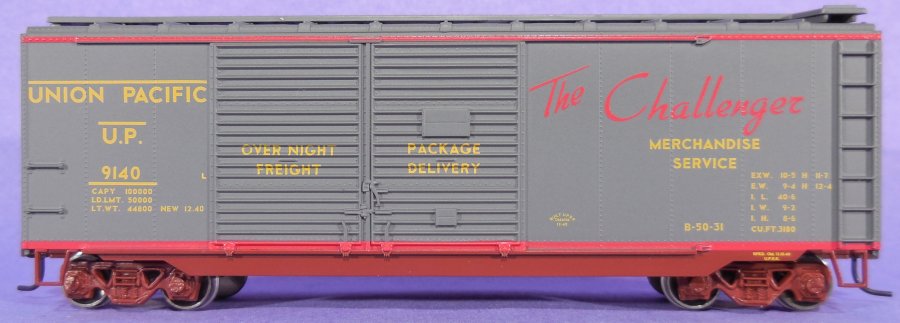 UNION PACIFIC
U.P.
9140
L
CAPY 100000
LD.LMT. 50000
LT.WT. 44800 NEW 12.40
OVER NIGHT
FREIGHT
PACKAGE
DELIVERY
The Challenger
MERCHANDISE
SERVICE
EXW. 10-5 H 11-7
E.W. 9-4 H 12-4
I. L. 40-6
I. W. 9-2
I. H. 8-6
CU.FT. 3180
B-50-31